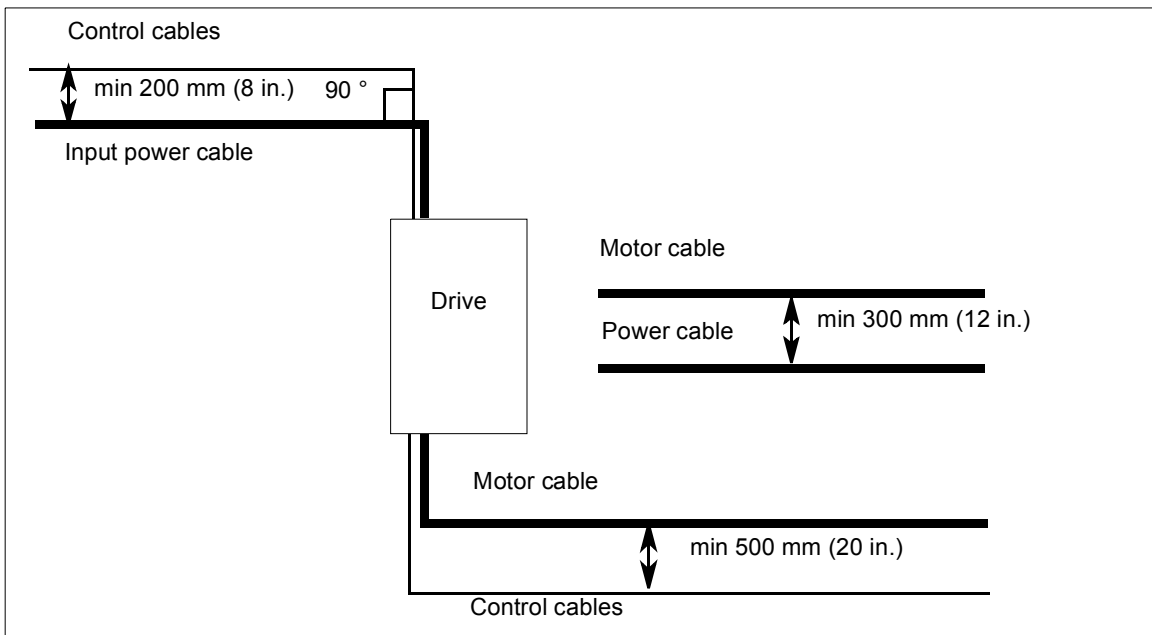 Control cables
min 200 mm (8 in.)
90 °
Input power cable
Drive
Motor cable
min 300 mm (12 in.)
Power cable
Motor cable
min 500 mm (20 in.)
Control cables